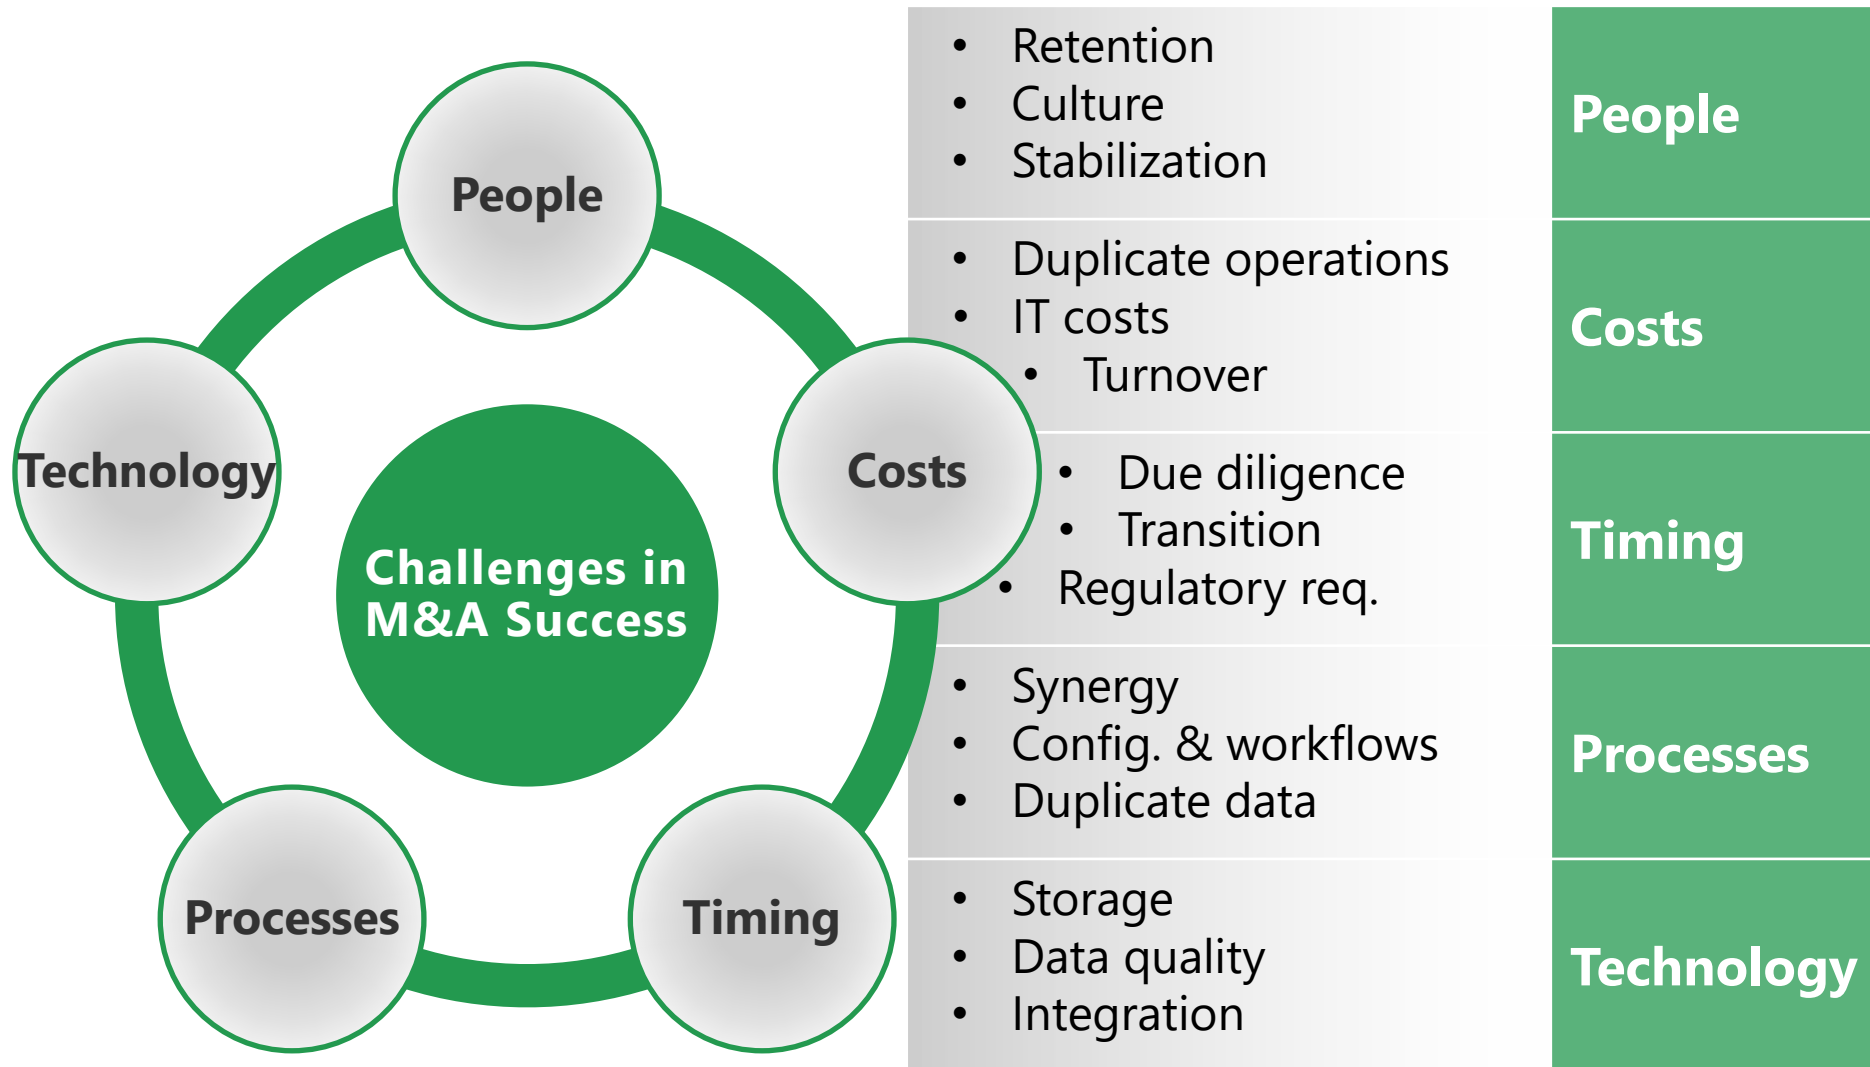 People
Technology
Costs
Challenges in
M&A Success
Processes
Timing
• Retention
• Culture
• Stabilization
People
• Duplicate operations
• IT costs
• Turnover
Costs
• Due diligence
• Transition
• Regulatory req.
Timing
• Synergy
• Config. & workflows
• Duplicate data
Processes
• Storage
• Data quality
• Integration
Technology